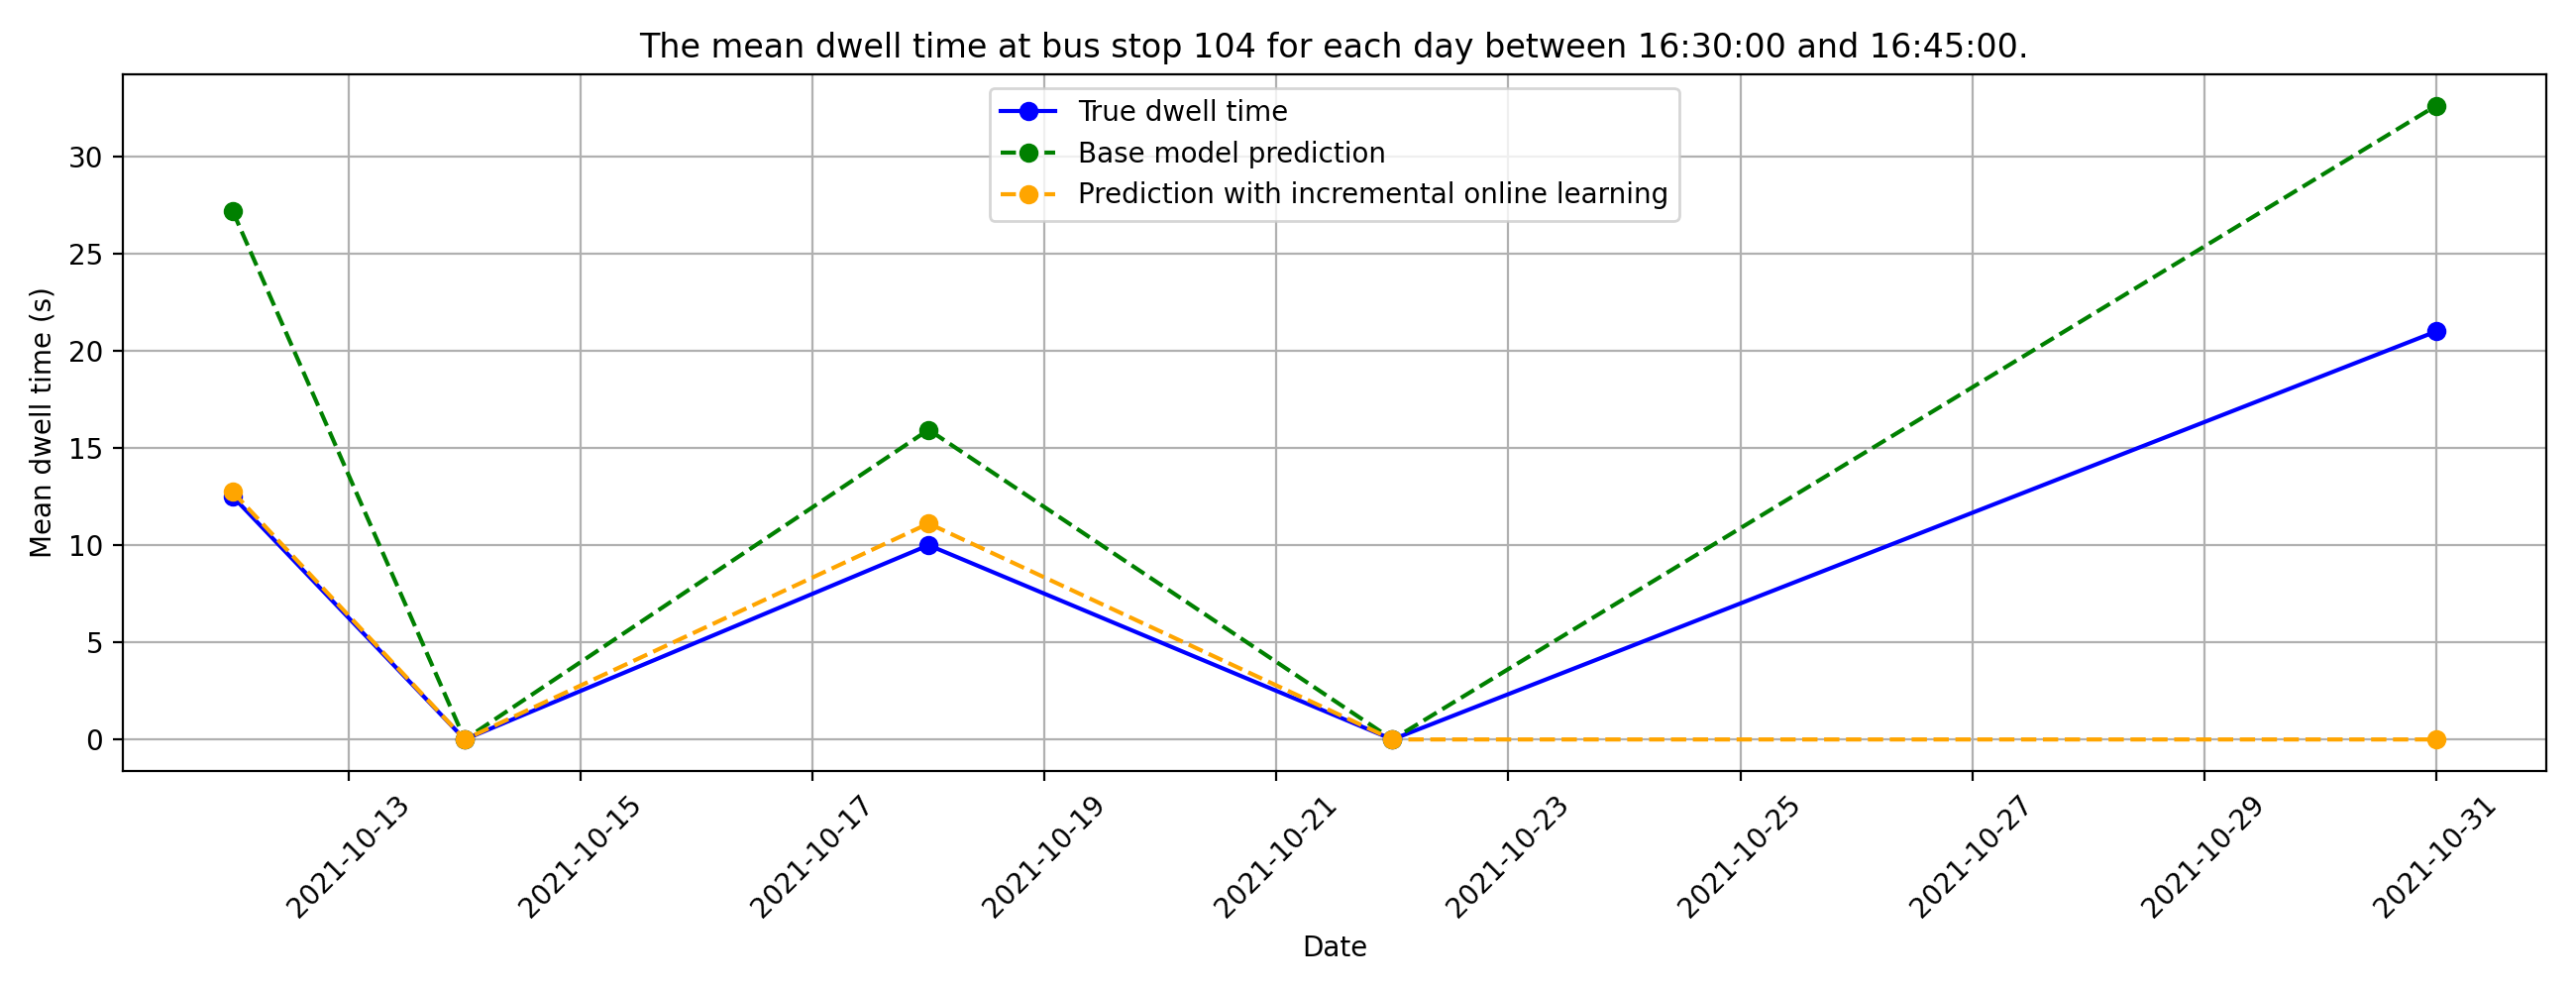 The mean dwell time at bus stop 104 for each day between 16:30:00 and 16:45:00.
True dwell time
Base model prediction
Prediction with incremental online learning
Mean dwell time (s)
30
25
20
15
10
5
0
2021-10-13
2021-10-15
2021-10-17
2021-10-19
2021-10-21
2021-10-23
2021-10-25
2021-10-27
2021-10-29
2021-10-31
Date